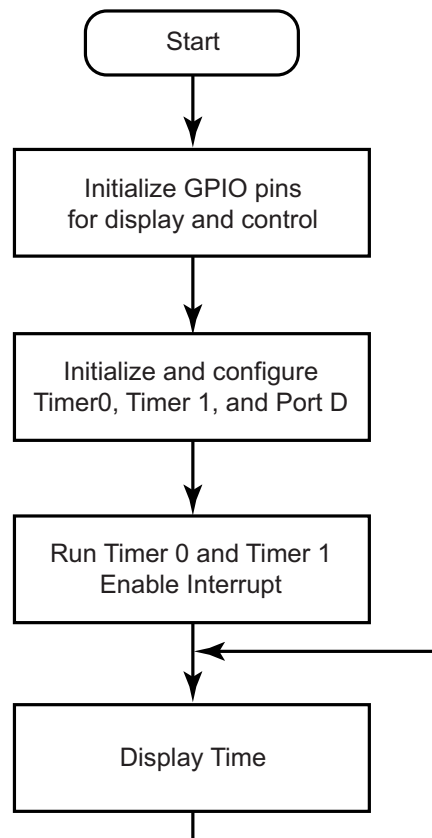 Start
Initialize GPIO pins
for display and control
Initialize and configure
Timer0, Timer 1, and Port D
Run Timer 0 and Timer 1
Enable Interrupt
Display Time